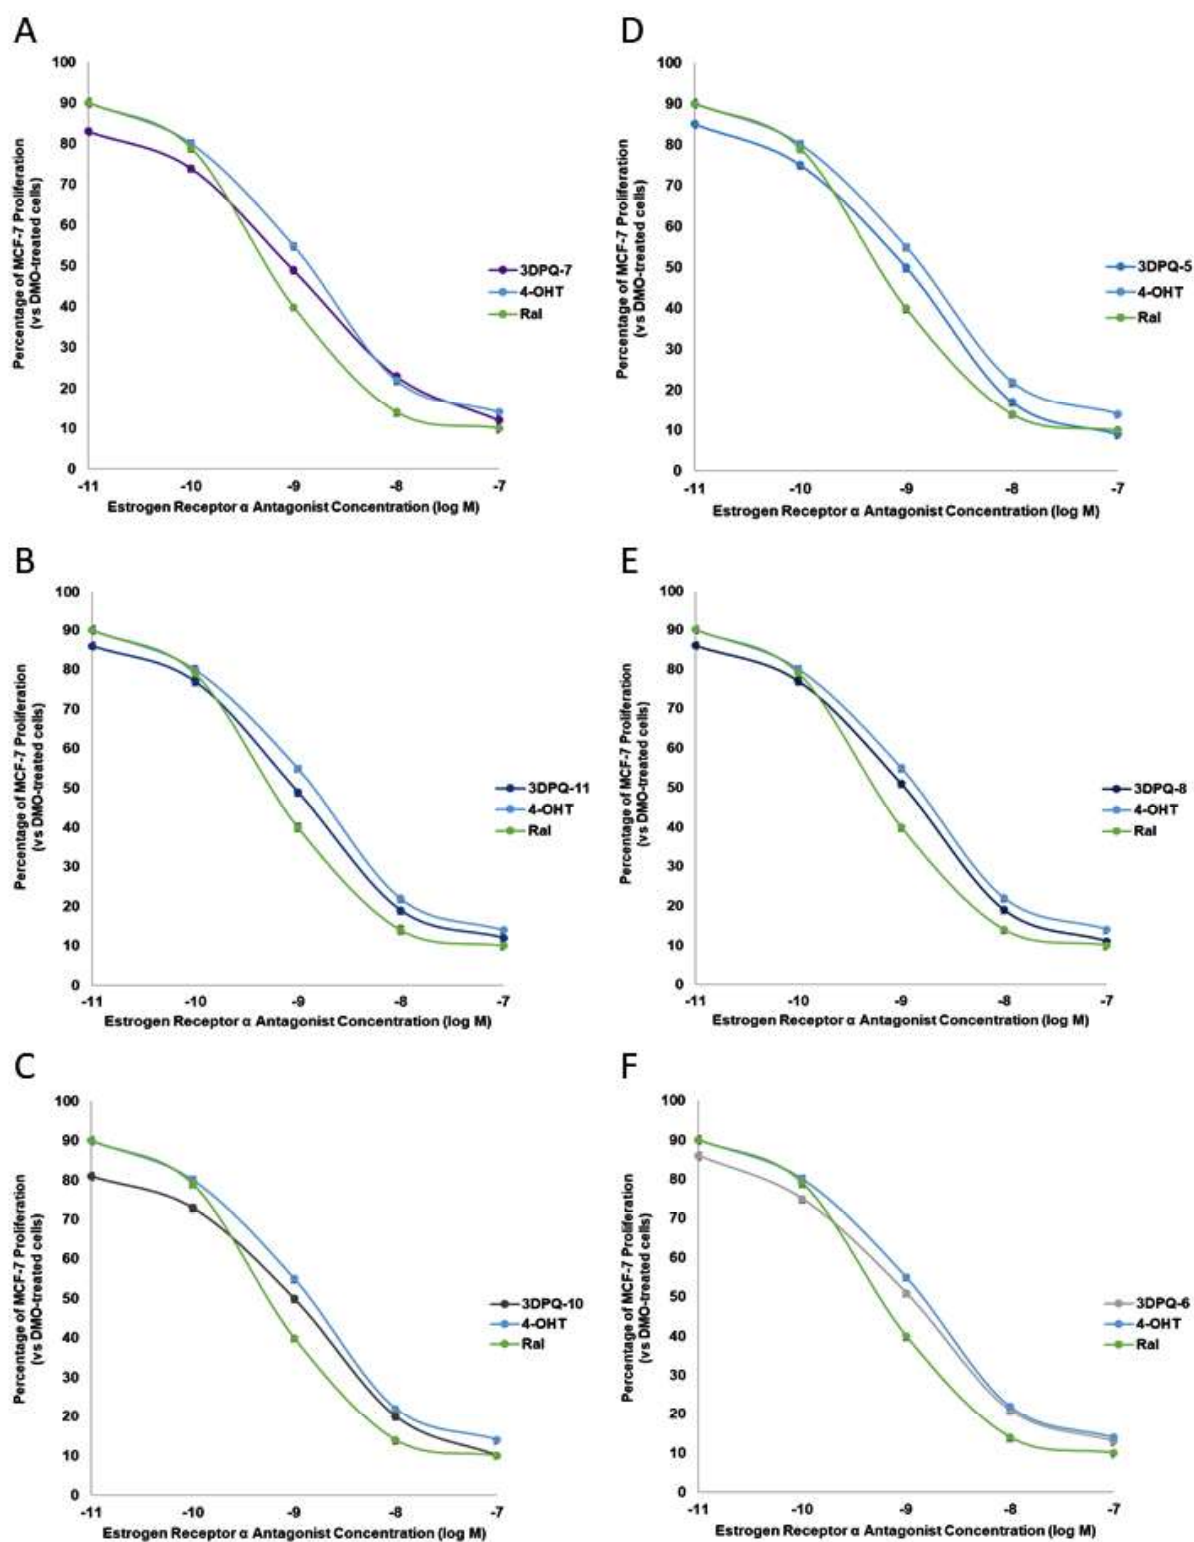 A
Percentage of MCF-7 Proliferation
(vs DMO-treated cells)
100
90
80
70
60
50
40
30
20
10
0
-11 -10 -9 -8 -7
Estrogen Receptor α Antagonist Concentration (log M)
3DPQ-7
4-OHT
Ral
D
Percentage of MCF-7 Proliferation
(vs DMO-treated cells)
100
90
80
70
60
50
40
30
20
10
0
-11 -10 -9 -8 -7
Estrogen Receptor α Antagonist Concentration (log M)
3DPQ-5
4-OHT
Ral
B
Percentage of MCF-7 Proliferation
(vs DMO-treated cells)
100
90
80
70
60
50
40
30
20
10
0
-11 -10 -9 -8 -7
Estrogen Receptor α Antagonist Concentration (log M)
3DPQ-11
4-OHT
Ral
E
Percentage of MCF-7 Proliferation
(vs DMO-treated cells)
100
90
80
70
60
50
40
30
20
10
0
-11 -10 -9 -8 -7
Estrogen Receptor α Antagonist Concentration (log M)
3DPQ-8
4-OHT
Ral
C
Percentage of MCF-7 Proliferation
(vs DMO-treated cells)
100
90
80
70
60
50
40
30
20
10
0
-11 -10 -9 -8 -7
Estrogen Receptor α Antagonist Concentration (log M)
3DPQ-10
4-OHT
Ral
F
Percentage of MCF-7 Proliferation
(vs DMO-treated cells)
100
90
80
70
60
50
40
30
20
10
0
-11 -10 -9 -8 -7
Estrogen Receptor α Antagonist Concentration (log M)
3DPQ-6
4-OHT
Ral